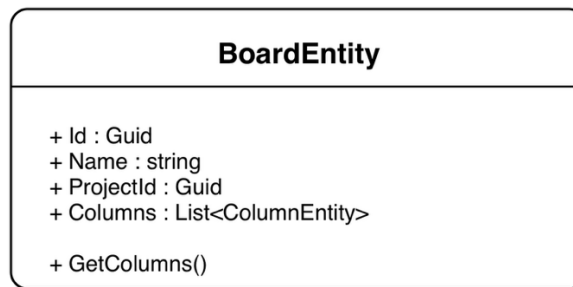 BoardEntity
+ Id : Guid
+ Name : string
+ ProjectId : Guid
+ Columns : List<ColumnEntity>
+ GetColumns()